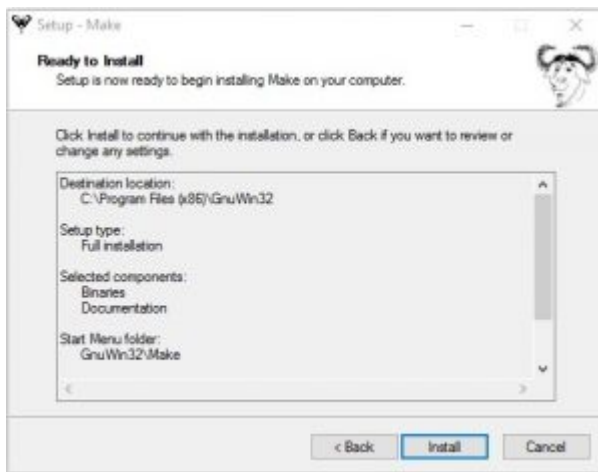 Setup - Make
Ready to Install
Setup is now ready to begin installing Make on your computer.
Click Install to continue with the installation, or click Back if you want to review or
change any settings.
Destination location:
C:\Program Files (x86)\GnuWin32
Setup type:
Full installation
Selected components:
Binaries
Documentation
Start Menu folder:
GnuWin32\Make
< Back
Install
Cancel